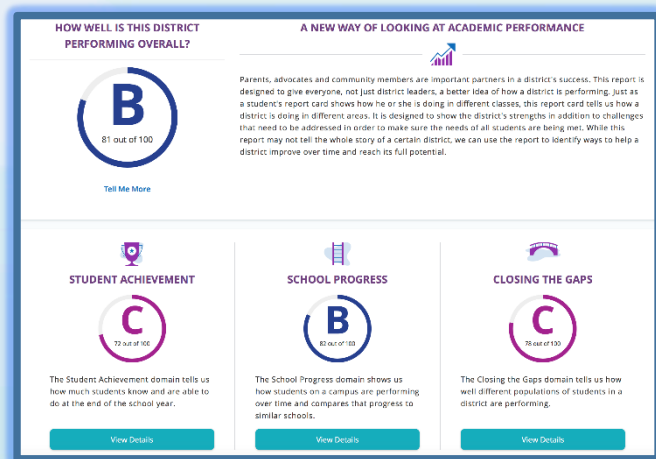 HOW WELL IS THIS DISTRICT
PERFORMING OVERALL?
B
81 out of 100
Tell Me More
A NEW WAY OF LOOKING AT ACADEMIC PERFORMANCE
Parents, advocates and community members are important partners in a district's success. This report is
designed to give everyone, not just district leaders, a better idea of how a district is performing. Just as
a student's report card shows how he or she is doing in different classes, this report card tells us how a
district is doing in different areas. It is designed to show the district's strengths in addition to challenges
that need to be addressed in order to make sure the needs of all students are being met. While this
report may not tell the whole story of a certain district, we can use the report to identify ways to help a
district improve over time and reach its full potential.
STUDENT ACHIEVEMENT
C
72 out of 100
The Student Achievement domain tells us
how much students know and are able to
do at the end of the school year.
View Details
SCHOOL PROGRESS
B
82 out of 100
The School Progress domain shows us
how students on a campus are performing
over time and compares that progress to
similar schools.
View Details
CLOSING THE GAPS
C
78 out of 100
The Closing the Gaps domain tells us how
well different populations of students in a
district are performing.
View Details